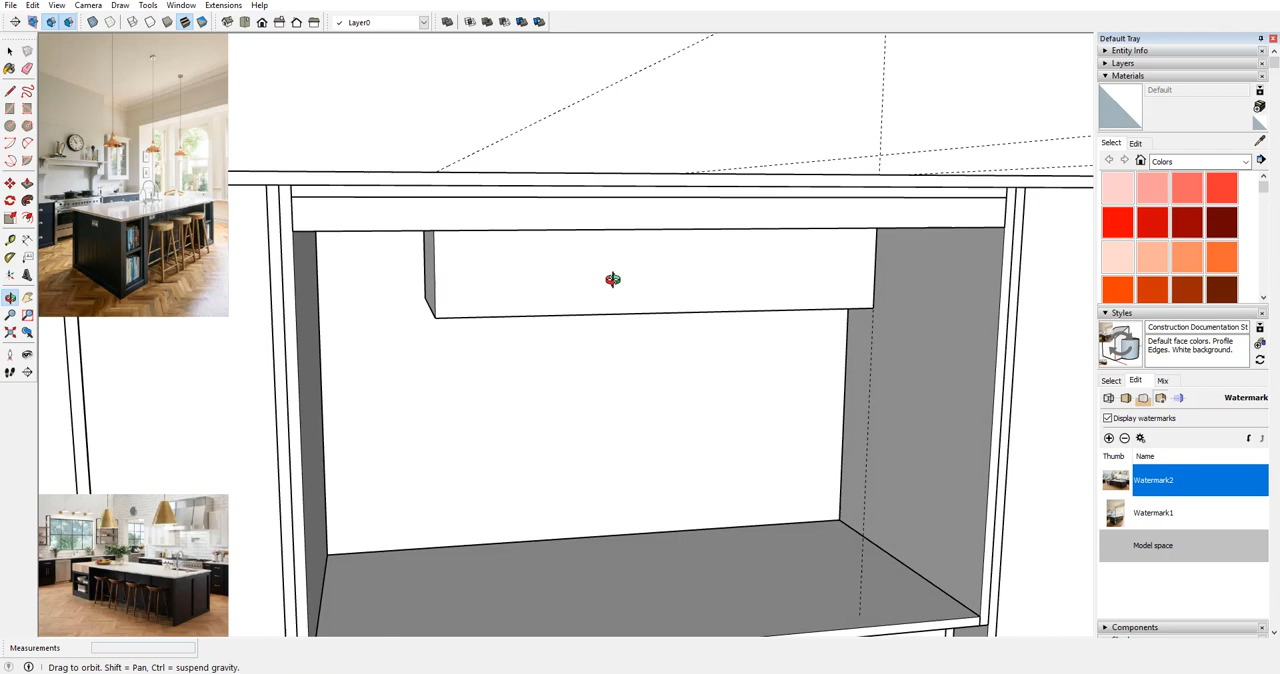 File Edit View Camera Draw Tools Window Extensions Help
✓ Layer0
Default Tray
Entity Info
Layers
Materials
Default
Select Edit
Colors
Styles
Construction Documentation St
Default face colors. Profile
Edges. White background.
Select Edit Mix
Watermark
Display watermarks
Thumb Name
Watermark2
Watermark1
Model space
Components
Measurements
Drag to orbit. Shift = Pan, Ctrl = suspend gravity.